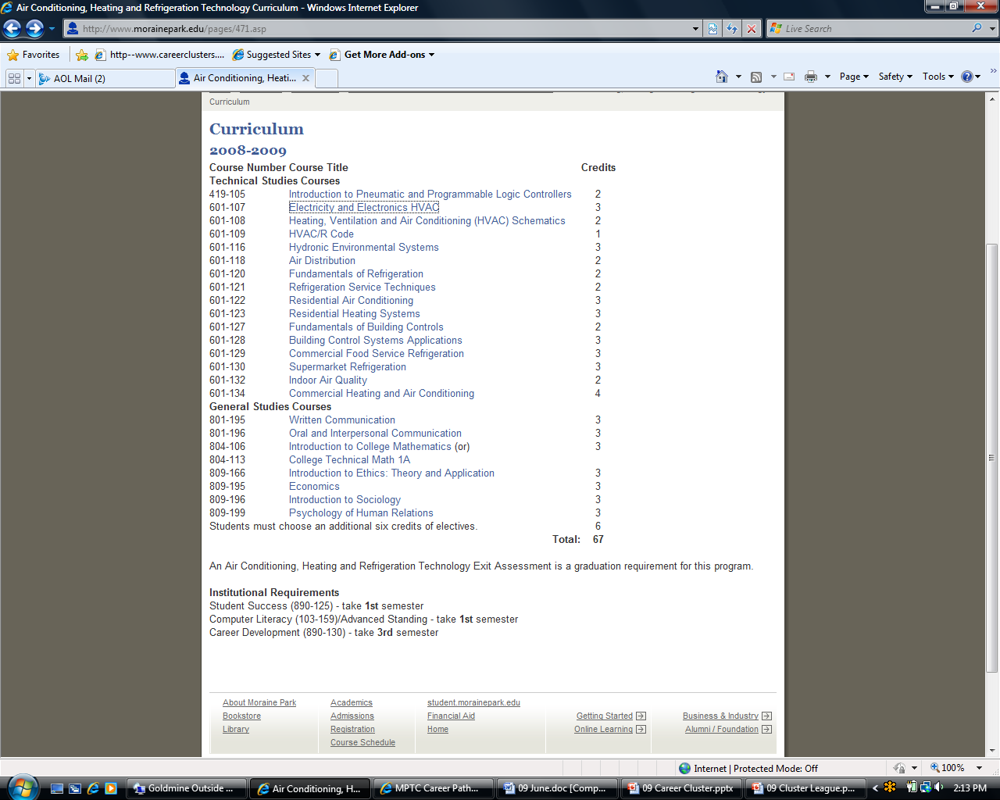 Air Conditioning, Heating and Refrigeration Technology Curriculum - Windows Internet Explorer
http://www.morainepark.edu/pages/471.asp
Live Search
Favorites http--www.careerclusters.... Suggested Sites Get More Add-ons
AOL Mail (2) Air Conditioning, Heati... Page Safety Tools
Curriculum
Curriculum
2008-2009
Course Number Course Title Credits
Technical Studies Courses
419-105 Introduction to Pneumatic and Programmable Logic Controllers 2
601-107 Electricity and Electronics HVAC 3
601-108 Heating, Ventilation and Air Conditioning (HVAC) Schematics 2
601-109 HVAC/R Code 1
601-116 Hydronic Environmental Systems 3
601-118 Air Distribution 2
601-120 Fundamentals of Refrigeration 2
601-121 Refrigeration Service Techniques 2
601-122 Residential Air Conditioning 3
601-123 Residential Heating Systems 3
601-127 Fundamentals of Building Controls 2
601-128 Building Control Systems Applications 3
601-129 Commercial Food Service Refrigeration 3
601-130 Supermarket Refrigeration 3
601-132 Indoor Air Quality 2
601-134 Commercial Heating and Air Conditioning 4
General Studies Courses
801-195 Written Communication 3
801-196 Oral and Interpersonal Communication 3
804-106 Introduction to College Mathematics (or) 3
804-113 College Technical Math 1A
809-166 Introduction to Ethics: Theory and Application 3
809-195 Economics 3
809-196 Introduction to Sociology 3
809-199 Psychology of Human Relations 3
Students must choose an additional six credits of electives. 6
Total: 67
An Air Conditioning, Heating and Refrigeration Technology Exit Assessment is a graduation requirement for this program.
Institutional Requirements
Student Success (890-125) - take 1st semester
Computer Literacy (103-159)/Advanced Standing - take 1st semester
Career Development (890-130) - take 3rd semester
About Moraine Park Academics student.morainepark.edu
Bookstore Admissions Financial Aid Getting Started Business & Industry
Library Registration Home Online Learning Alumni / Foundation
Course Schedule
Internet | Protected Mode: Off 100%
Goldmine Outside ... Air Conditioning, H... MPTC Career Path... 09 June.doc [Comp... 09 Career Cluster.pptx 09 Cluster League.p... 2:13 PM